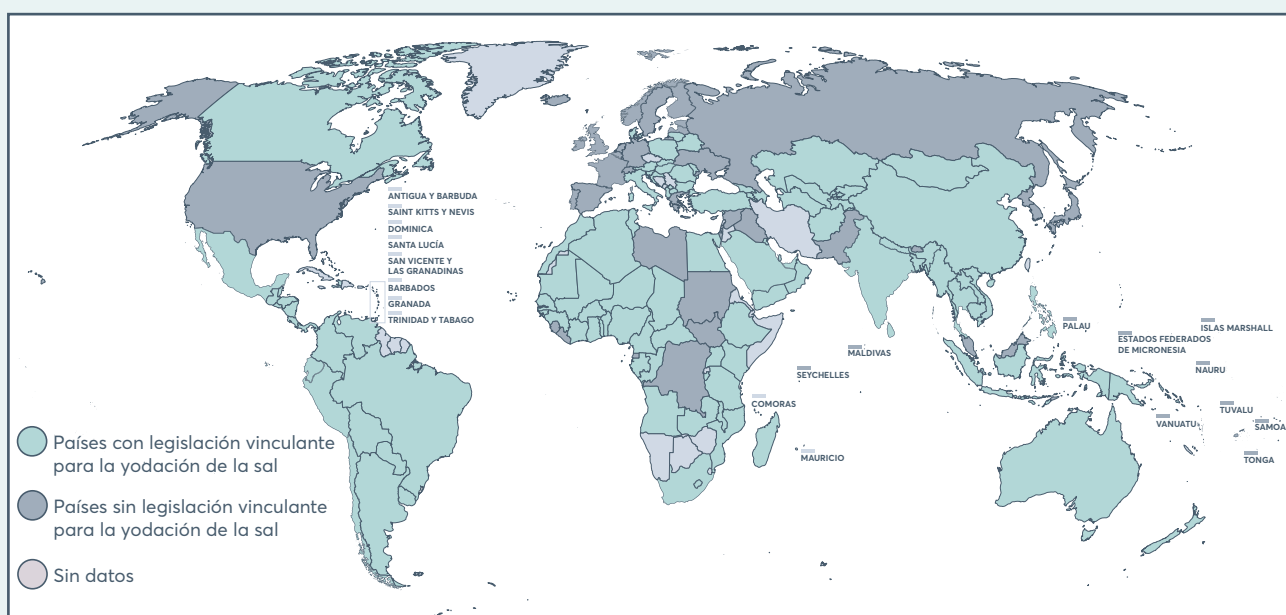 ANTIGUA Y BARBUDA
SAINT KITTS Y NEVIS
DOMINICA
SANTA LUCÍA
SAN VICENTE Y
LAS GRANADINAS
BARBADOS
GRANADA
TRINIDAD Y TABAGO
PALAU
ISLAS MARSHALL
ESTADOS FEDERADOS
DE MICRONESIA
MALDIVAS
NAURU
SEYCHELLES
COMORAS
TUVALU
VANUATU
SAMOA
MAURICIO
TONGA
Países con legislación vinculante
para la yodación de la sal
Países sin legislación vinculante
para la yodación de la sal
Sin datos